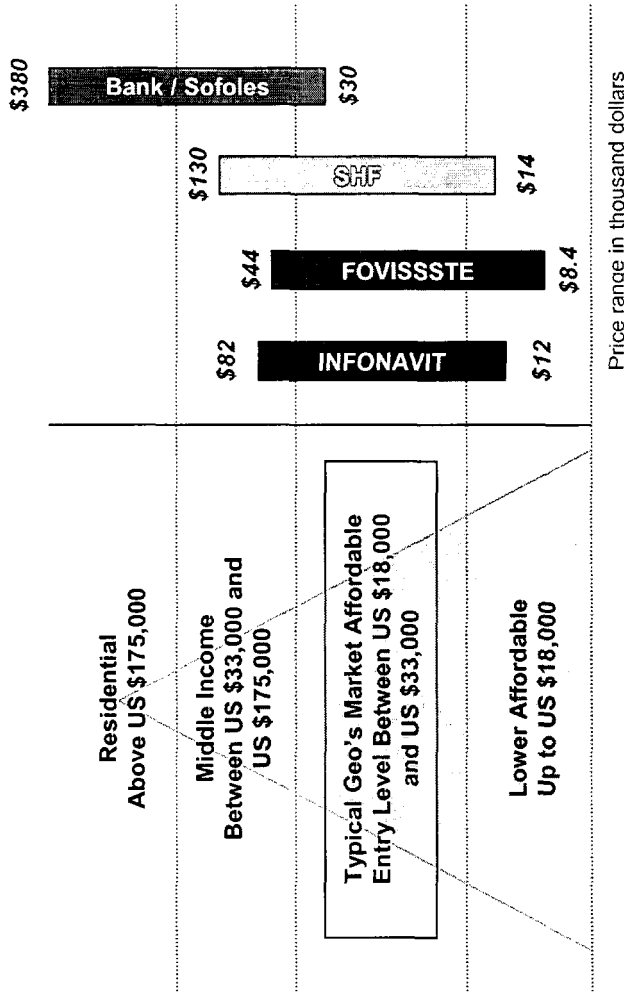 Residential
Above US $175,000
Middle Income
Between US $33,000 and
US $175,000
Typical Geo's Market Affordable
Entry Level Between US $18,000
and US $33,000
Lower Affordable
Up to US $18,000
$82
INFONAVIT
$12
$44
FOVISSSTE
$8.4
$130
SHF
$14
$380
Bank / Sofoles
$30
Price range in thousand dollars